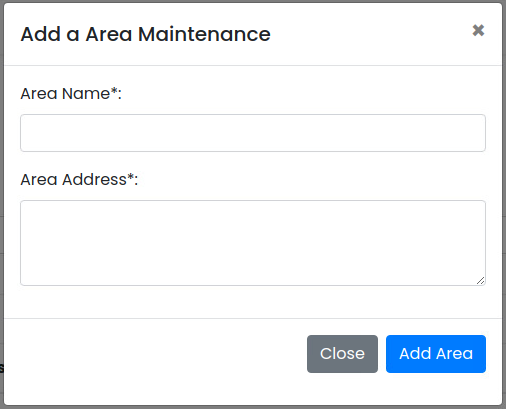 Add a Area Maintenance
✖
Area Name*:
Area Address*:
Close
Add Area